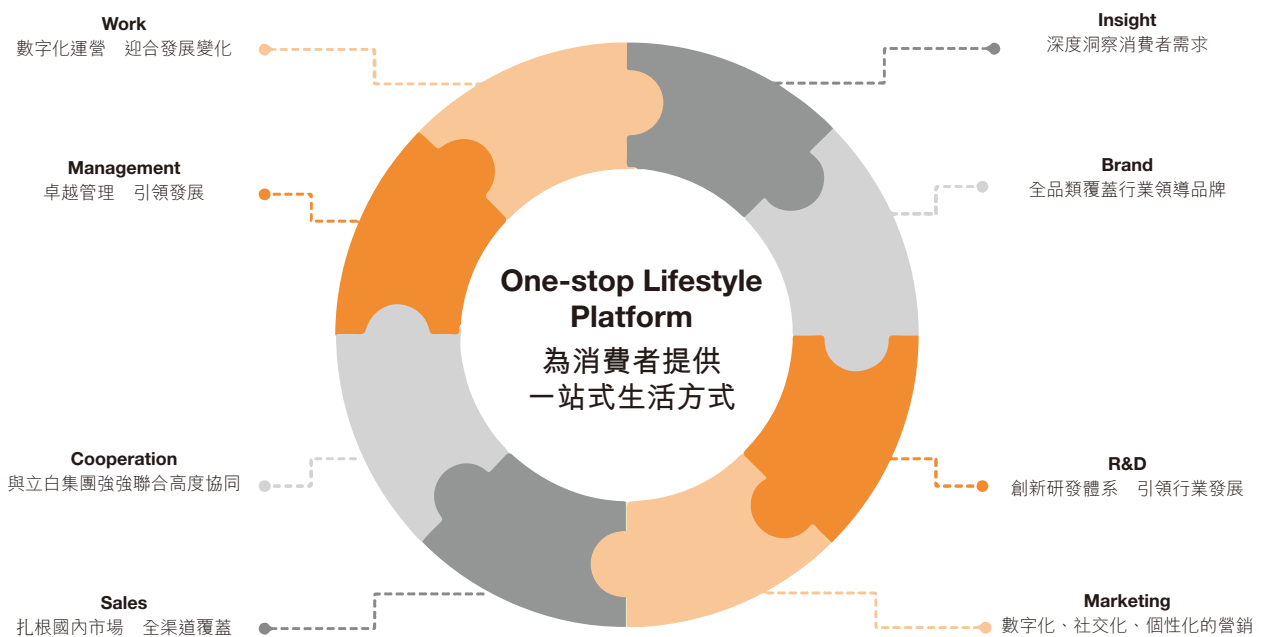 Work
數字化運營　迎合發展變化
Insight
深度洞察消費者需求
Management
卓越管理　引領發展
Brand
全品類覆蓋行業領導品牌
One-stop Lifestyle
Platform
為消費者提供
一站式生活方式
Cooperation
與立白集團強強聯合高度協同
R&D
創新研發體系　引領行業發展
Sales
扎根國內市場　全渠道覆蓋
Marketing
數字化、社交化、個性化的營銷